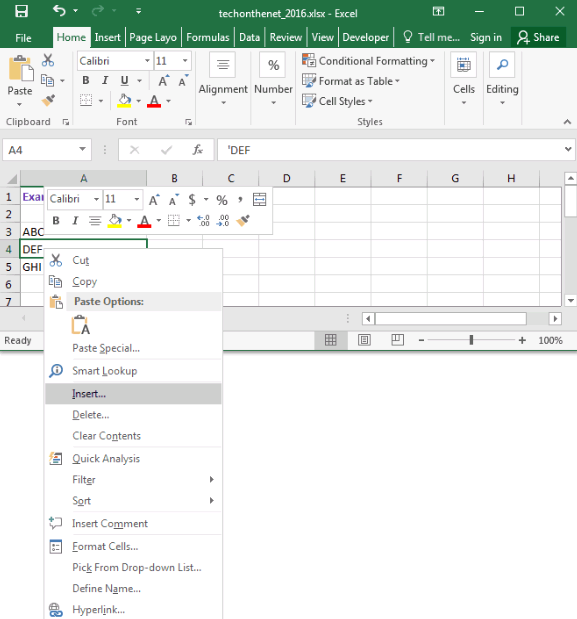 techonthenet_2016.xlsx - Excel
File Home Insert Page Layo Formulas Data Review View Developer Tell me... Sign in Share
Calibri 11
Paste B I U A A Alignment Number % Conditional Formatting Format as Table Cell Styles Cells Editing
Clipboard Font Styles
A4 fx 'DEF
A B C D E F G H
1 Exar
Calibri 11 A A $ % , 
2
B I A .00 .00
3 ABC
4 DEF
5 GHI
6
7
Cut
Copy
Paste Options:
A
Paste Special...
Ready 100%
Smart Lookup
Insert...
Delete...
Clear Contents
Quick Analysis
Filter
Sort
Insert Comment
Format Cells...
Pick From Drop-down List...
Define Name...
Hyperlink...